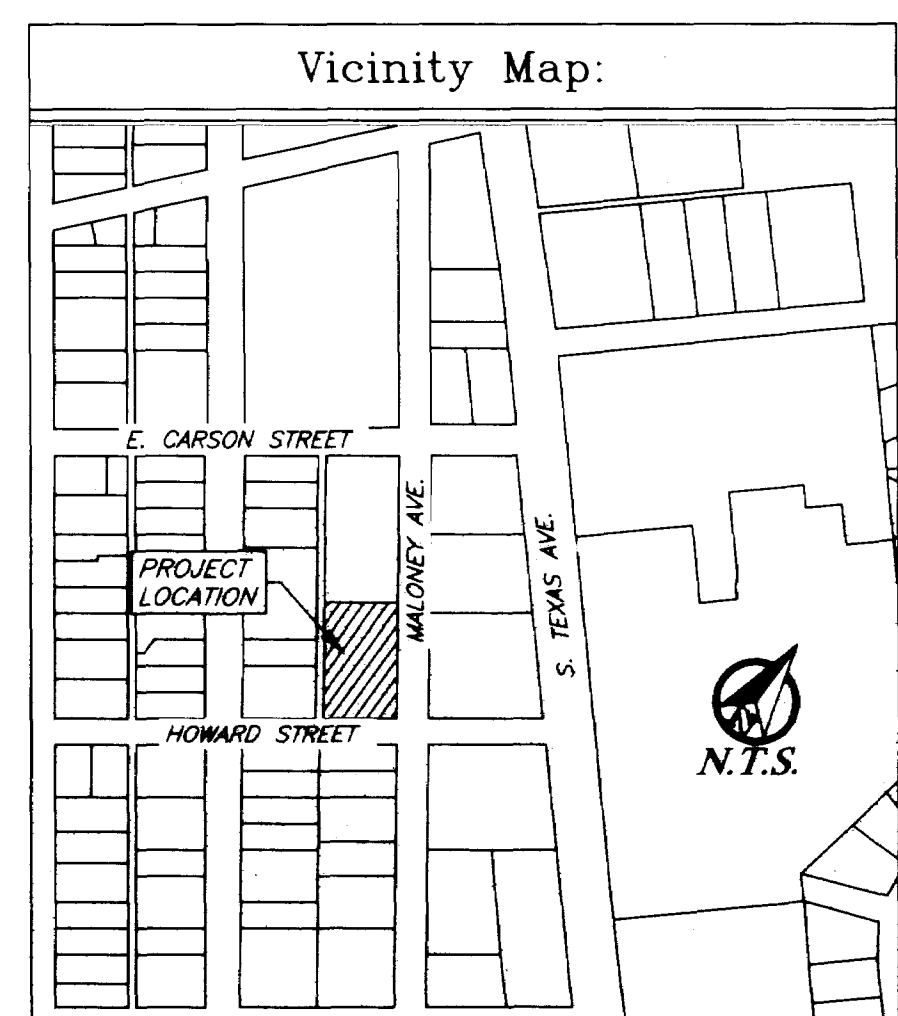 Vicinity Map:
E. CARSON STREET
MALONEY AVE.
S. TEXAS AVE.
PROJECT
LOCATION
HOWARD STREET
N
N.T.S.